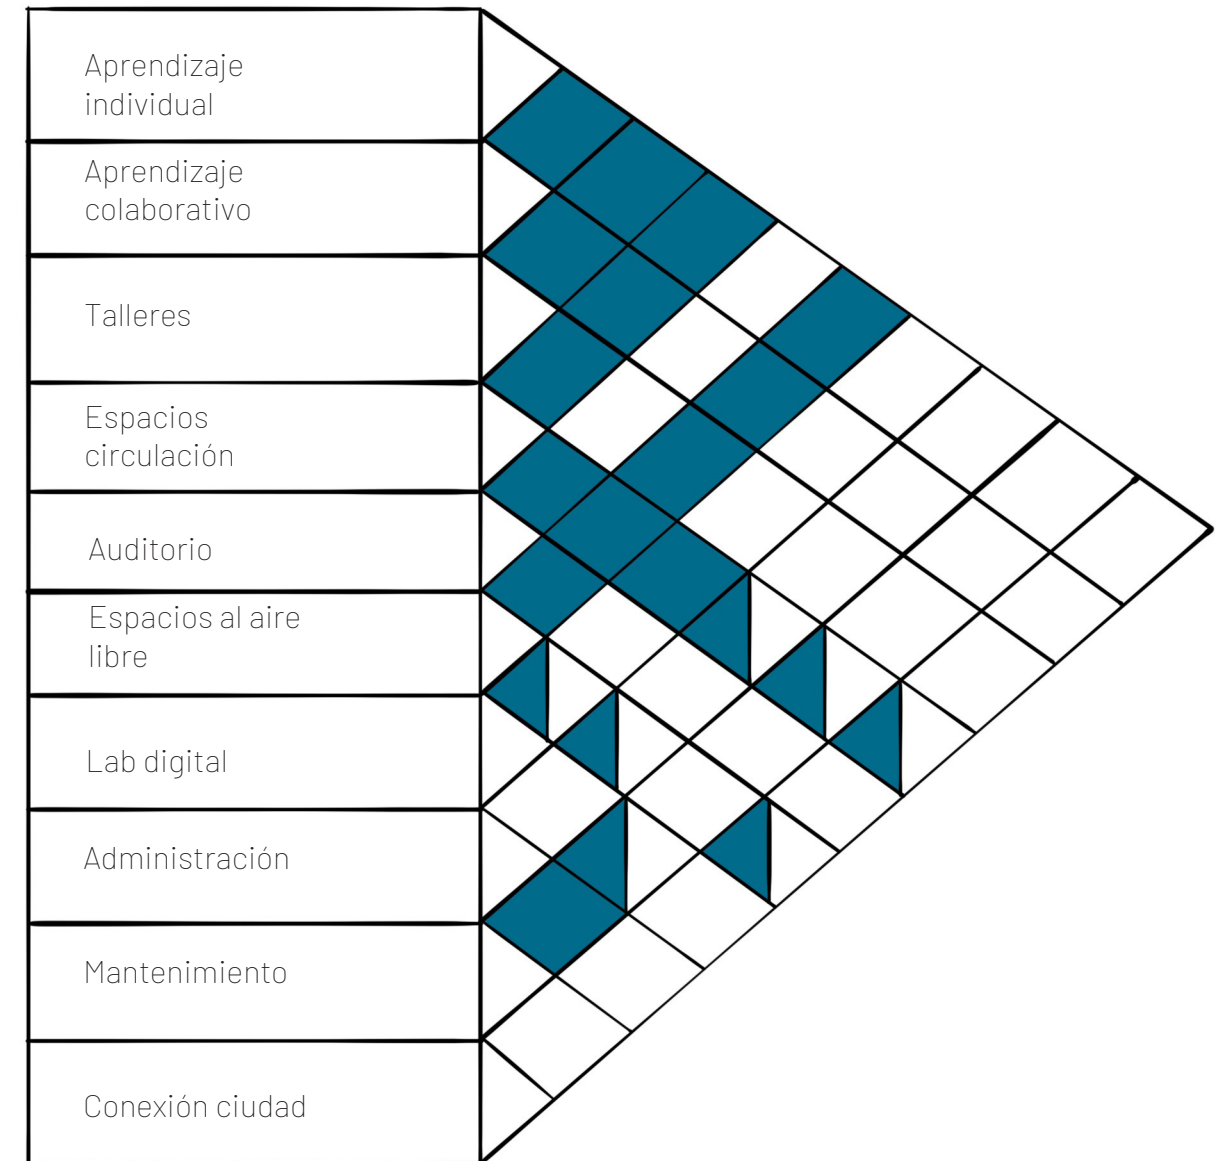 Aprendizaje
individual
Aprendizaje
colaborativo
Talleres
Espacios
circulación
Auditorio
Espacios al aire
libre
Lab digital
Administración
Mantenimiento
Conexión ciudad